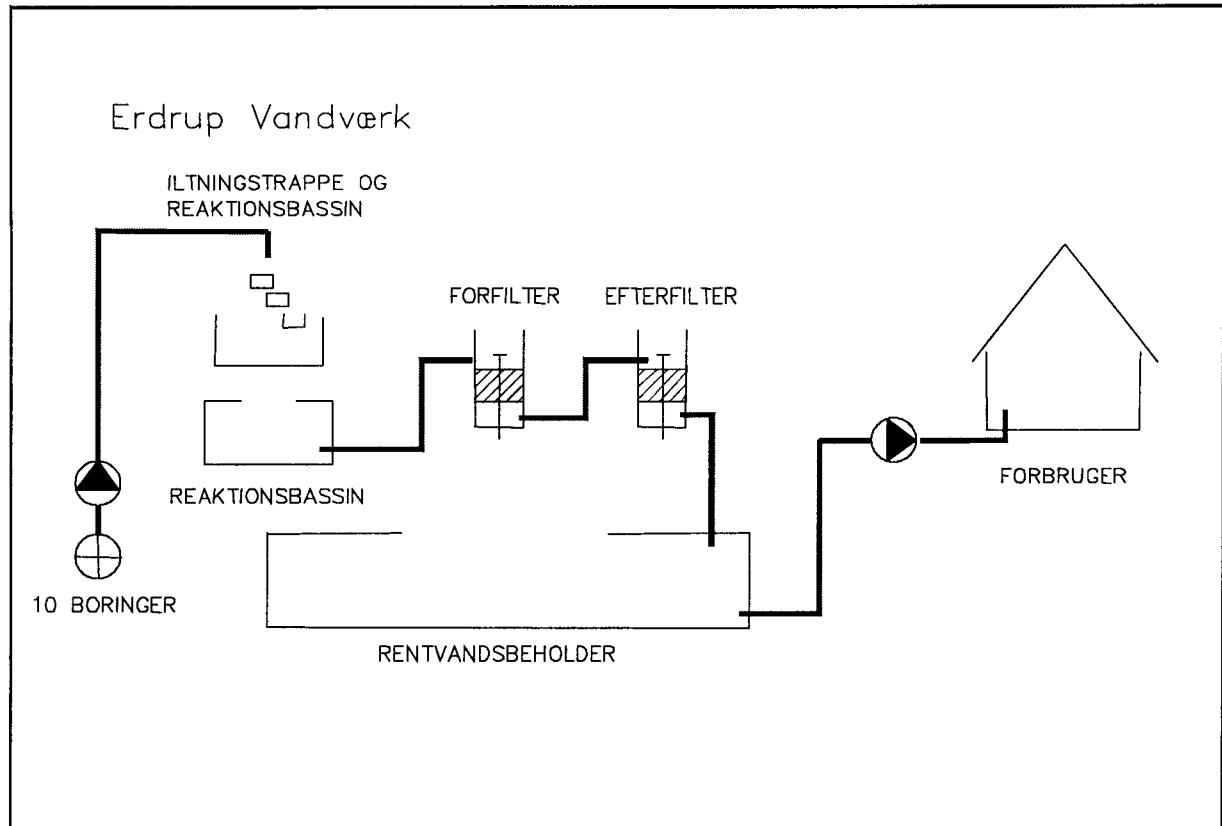 Erdrup Vandværk
ILTNINGSTRAPPE OG
REAKTIONSBASSIN
FORFILTER
EFTERFILTER
REAKTIONSBASSIN
FORBRUGER
10 BORINGER
RENTVANDSBEHOLDER